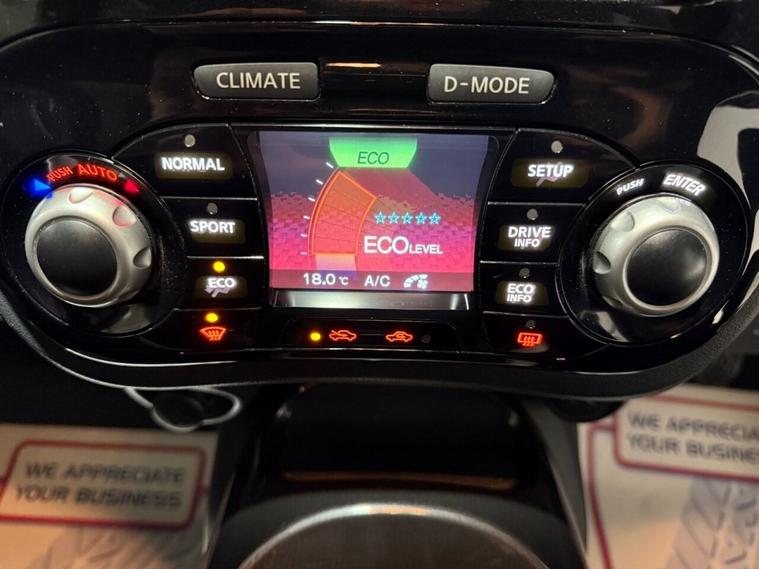 CLIMATE
D-MODE
PUSH AUTO
NORMAL
SPORT
ECO
ECO
ECO LEVEL
18.0 °C A/C
SETUP
DRIVE
INFO
ECO
INFO
PUSH ENTER
WE APPRECIATE
YOUR BUSINESS
WE APPRECIA
YOUR BUSINES